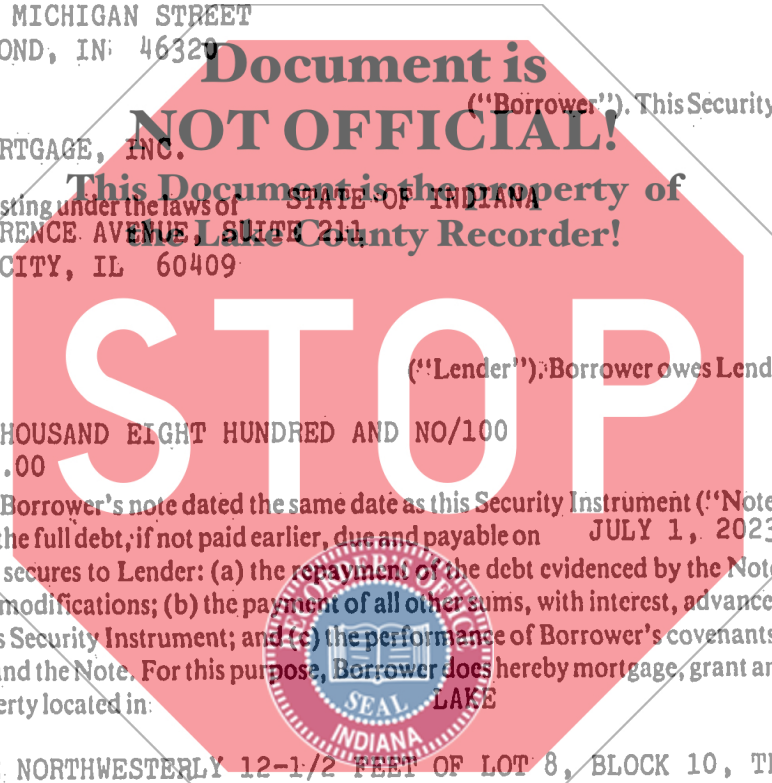 MICHIGAN STREET
OND, IN 46320
Document is
NOT OFFICIAL!
("Borrower"). This Security
RTGAGE, INC.
This Document is the property of
sting under the laws of STATE OF INDIANA
the Lake County Recorder!
RENCE AVENUE, SUITE 211
CITY, IL 60409
STOP
("Lender"). Borrower owes Lend
HOUSAND EIGHT HUNDRED AND NO/100
.00
Borrower's note dated the same date as this Security Instrument ("Note
the full debt, if not paid earlier, due and payable on JULY 1, 2023
secures to Lender: (a) the repayment of the debt evidenced by the Note
modifications; (b) the payment of all other sums, with interest, advance
s Security Instrument; and (c) the performance of Borrower's covenants
and the Note. For this purpose, Borrower does hereby mortgage, grant an
erty located in LAKE
RECORDER'S OFFICE
SEAL
INDIANA
NORTHWESTERLY 12-1/2 FEET OF LOT 8, BLOCK 10, T